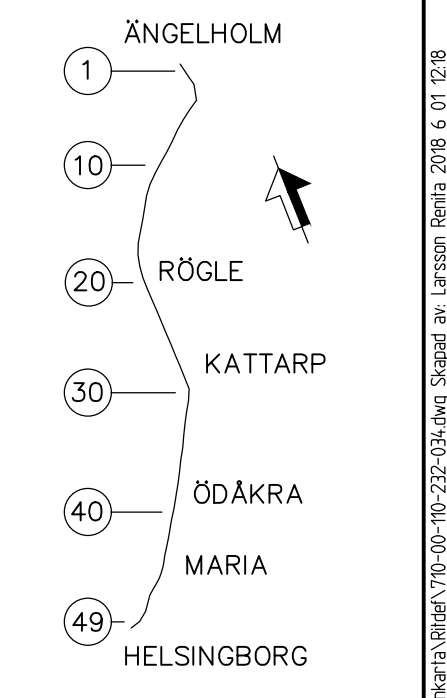 ÄNGELHOLM
1
10
RÖGLE
20
KATTARP
30
ÖDÅKRA
40
MARIA
49
HELSINGBORG
nkarta\Ritdef\710-00-110-232-034.dwg Skapad av: Larsson Renita 2018 6 01 12:18